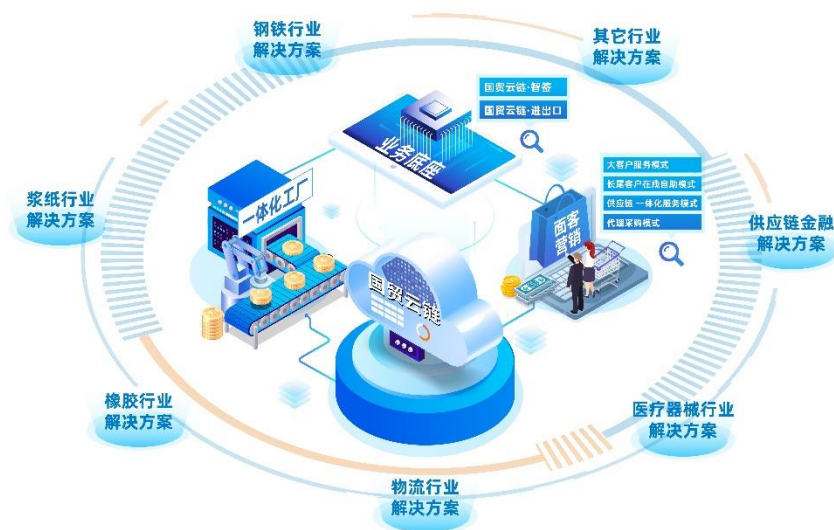 钢铁行业
解决方案
其它行业
解决方案
国贸云链·智签
国贸云链·进出口
业务底座
大客户服务模式
长尾客户在线自助模式
供应链一体化服务模式
代理采购模式
浆纸行业
解决方案
一体化工厂
面客
营销
供应链金融
解决方案
国贸云链
橡胶行业
解决方案
医疗器械行业
解决方案
物流行业
解决方案